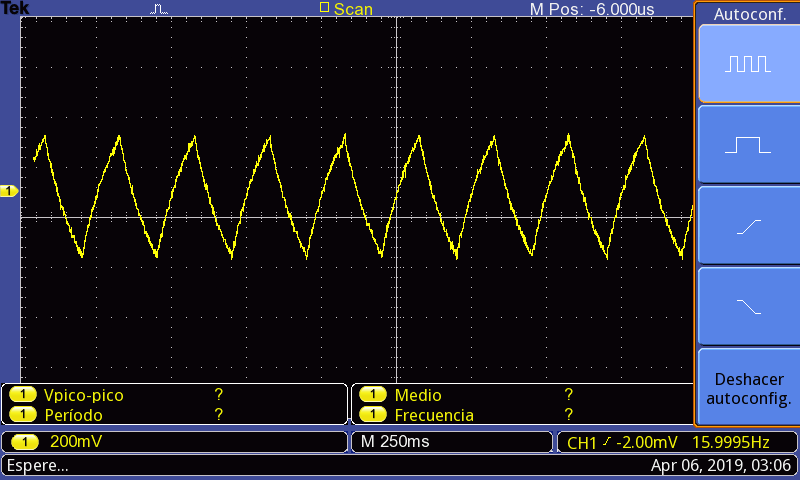 Tek
Scan
M Pos: -6.000us
Autoconf.
1
1 Vpico-pico ?
1 Período ?
1 Medio ?
1 Frecuencia ?
Deshacer
autoconfig.
1 200mV
M 250ms
CH1 -2.00mV 15.9995Hz
Espere...
Apr 06, 2019, 03:06